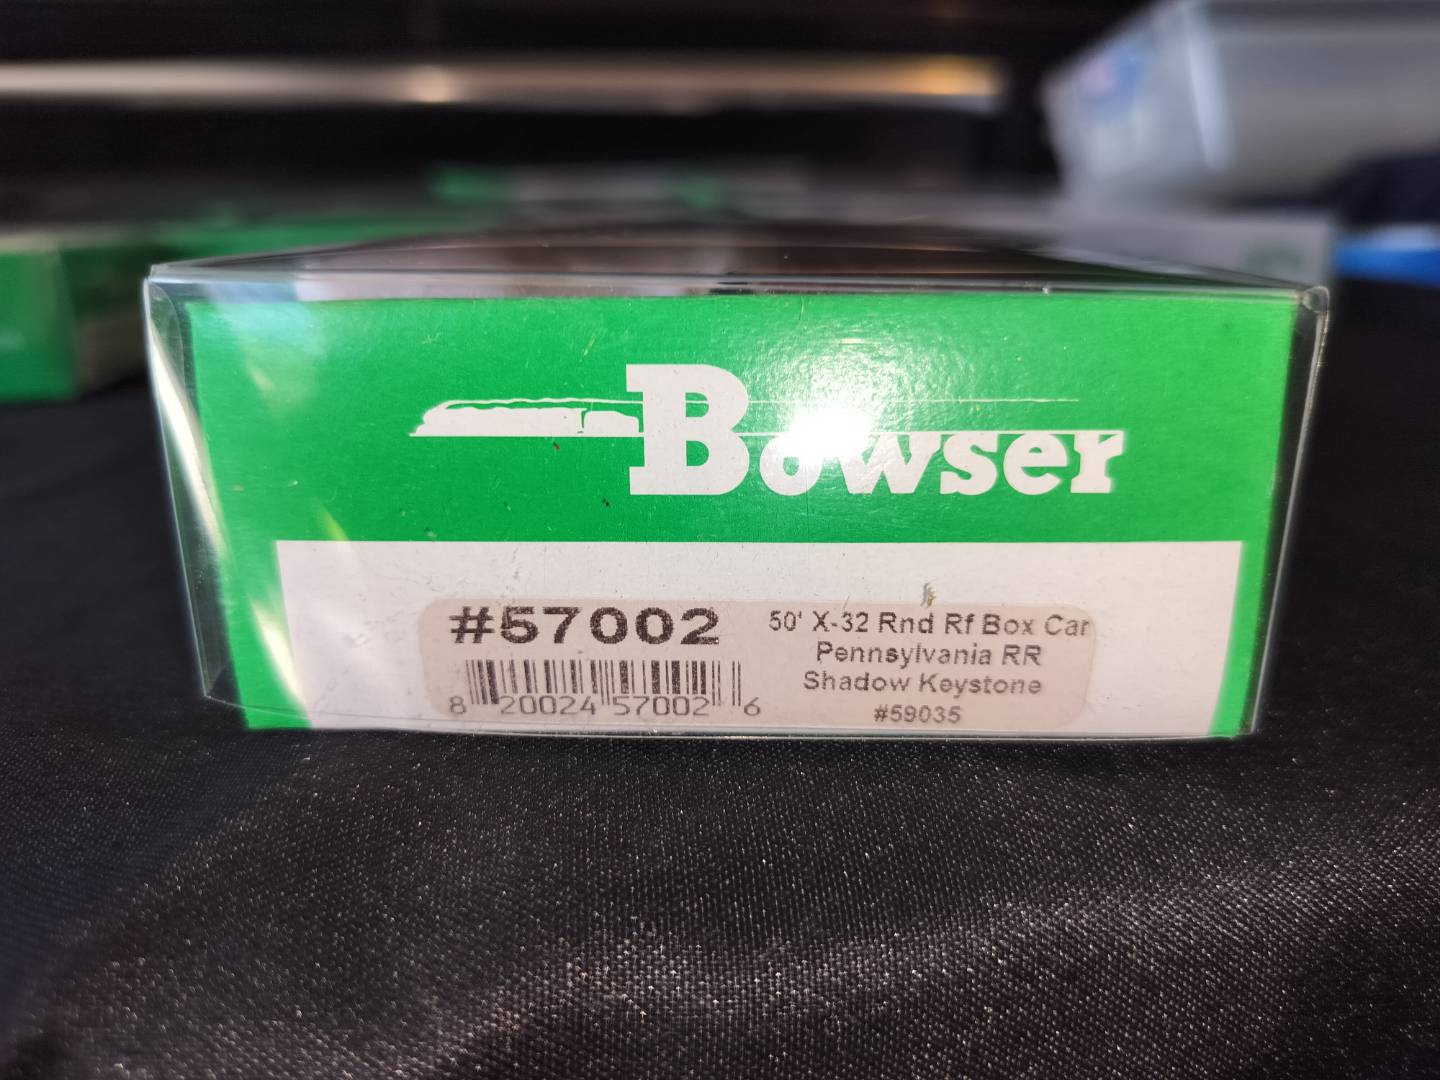 Bowser
#57002
8 20024 57002 6
50' X-32 Rnd Rf Box Car
Pennsylvania RR
Shadow Keystone
#59035